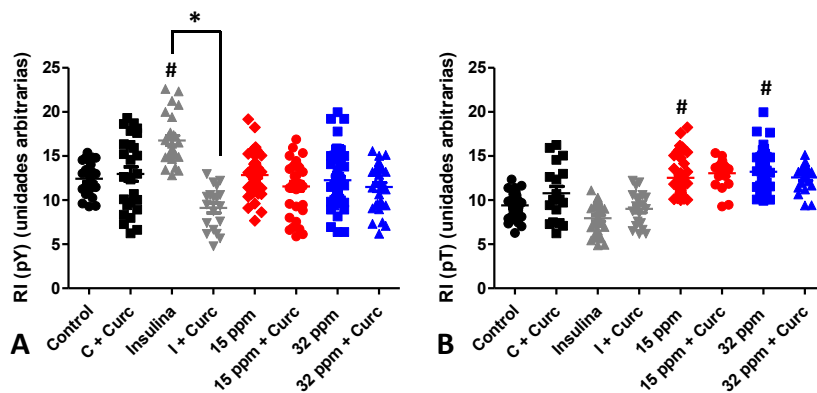 *
#
RI (pY) (unidades arbitrarias)
25
20
15
10
5
0
Control
C + Curc
Insulina
I + Curc
15 ppm
15 ppm + Curc
32 ppm
32 ppm + Curc
A
# #
RI (pT) (unidades arbitrarias)
25
20
15
10
5
0
Control
C + Curc
Insulina
I + Curc
15 ppm
15 ppm + Curc
32 ppm
32 ppm + Curc
B